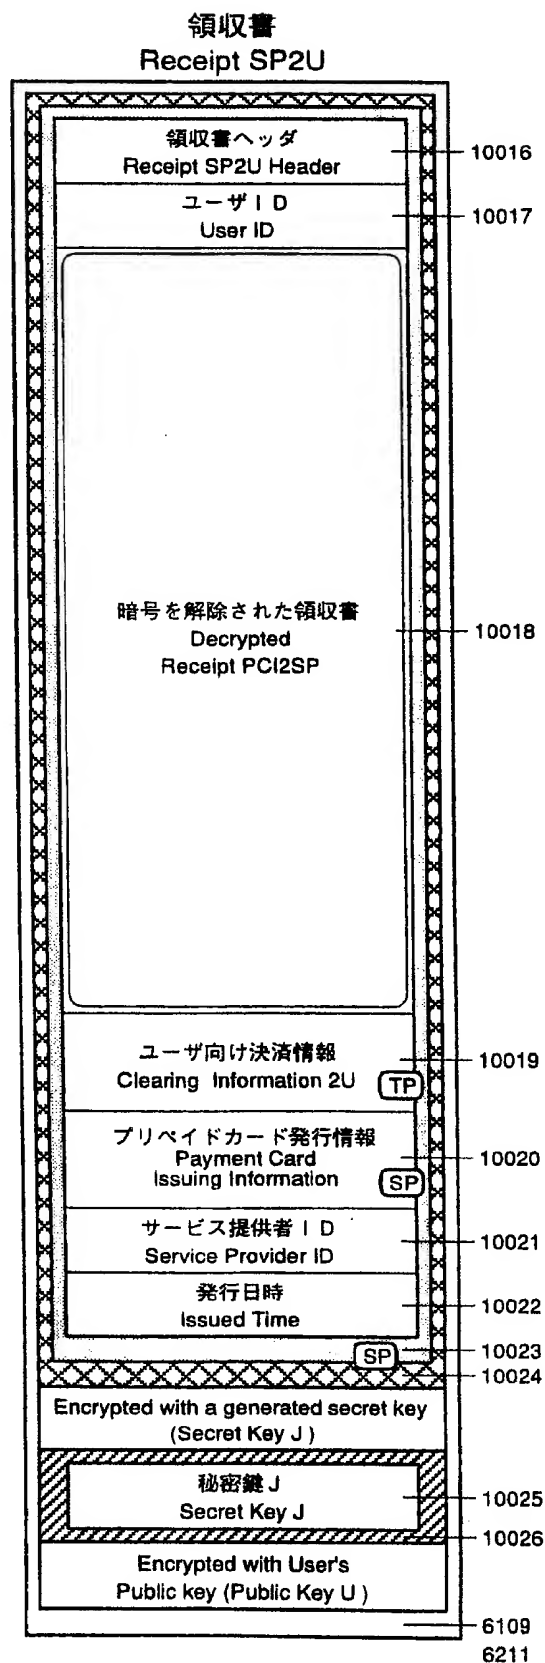 領収書
Receipt SP2U
領収書ヘッダ
Receipt SP2U Header
10016
ユーザID
User ID
10017
暗号を解除された領収書
Decrypted
Receipt PCI2SP
10018
ユーザ向け決済情報
Clearing Information 2U
TP
10019
プリペイドカード発行情報
Payment Card
Issuing Information
SP
10020
サービス提供者ID
Service Provider ID
10021
発行日時
Issued Time
10022
SP
10023
10024
Encrypted with a generated secret key
(Secret Key J )
秘密鍵J
Secret Key J
10025
10026
Encrypted with User's
Public key (Public Key U )
6109
6211